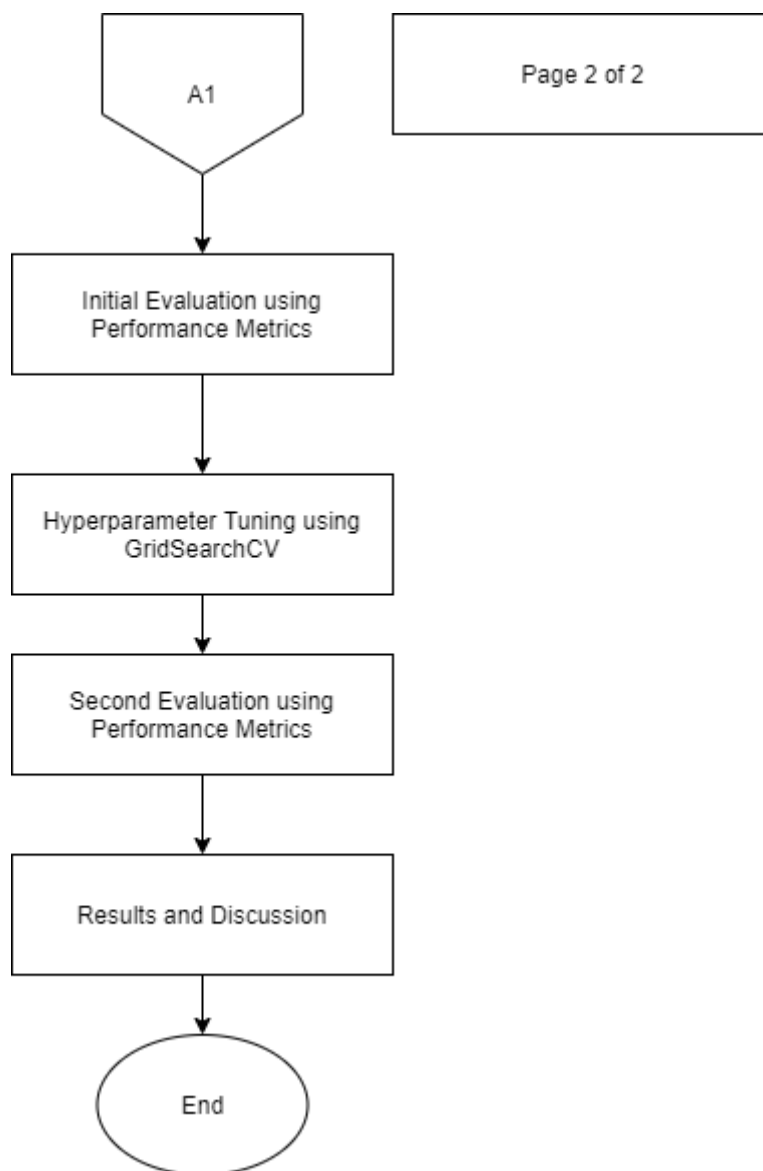 A1
Page 2 of 2
Initial Evaluation using
Performance Metrics
Hyperparameter Tuning using
GridSearchCV
Second Evaluation using
Performance Metrics
Results and Discussion
End